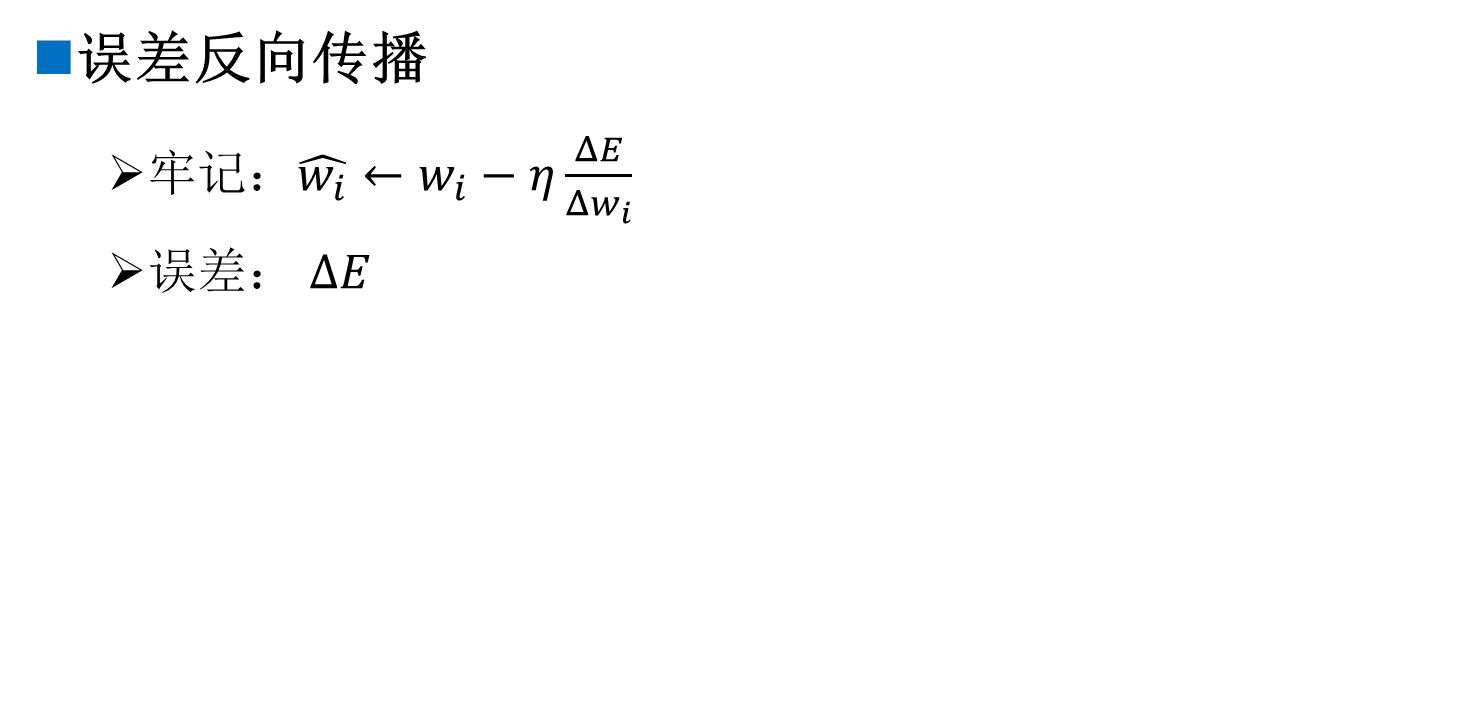 ■误差反向传播
➢牢记：$\widehat{w_i} \leftarrow w_i - \eta \frac{\Delta E}{\Delta w_i}$
➢误差： $\Delta E$